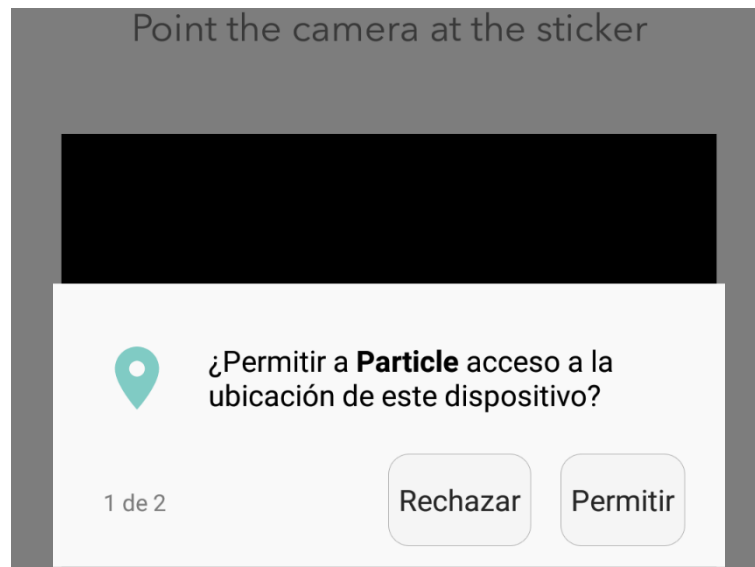 Point the camera at the sticker
¿Permitir a Particle acceso a la
ubicación de este dispositivo?
1 de 2
Rechazar
Permitir